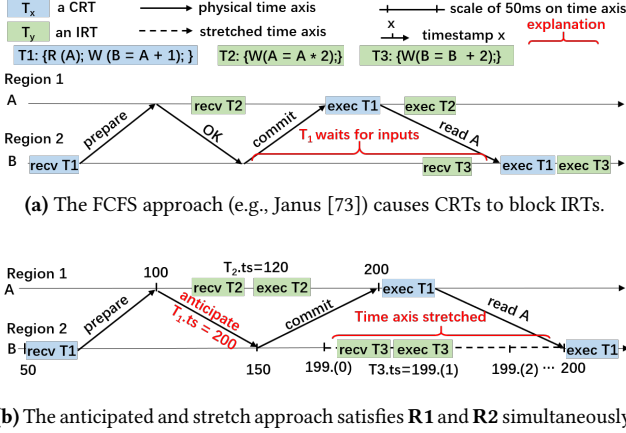 Tx a CRT physical time axis scale of 50ms on time axis
Ty an IRT stretched time axis x timestamp x explanation
T1: {R (A); W (B = A + 1); } T2: {W(A = A * 2);} T3: {W(B = B + 2);}
Region 1
A recv T2 exec T1 exec T2
prepare OK commit read A
T1 waits for inputs
Region 2
B recv T1 recv T3 exec T1 exec T3
(a) The FCFS approach (e.g., Janus [73]) causes CRTs to block IRTs.
100 T2.ts=120 200
Region 1
A recv T2 exec T2 exec T1
prepare anticipate T1.ts = 200 commit read A
Time axis stretched
Region 2
B recv T1 recv T3 exec T3 exec T1
50 150 199.(0) T3.ts=199.(1) 199.(2) ... 200
(b) The anticipated and stretch approach satisfies R1 and R2 simultaneously